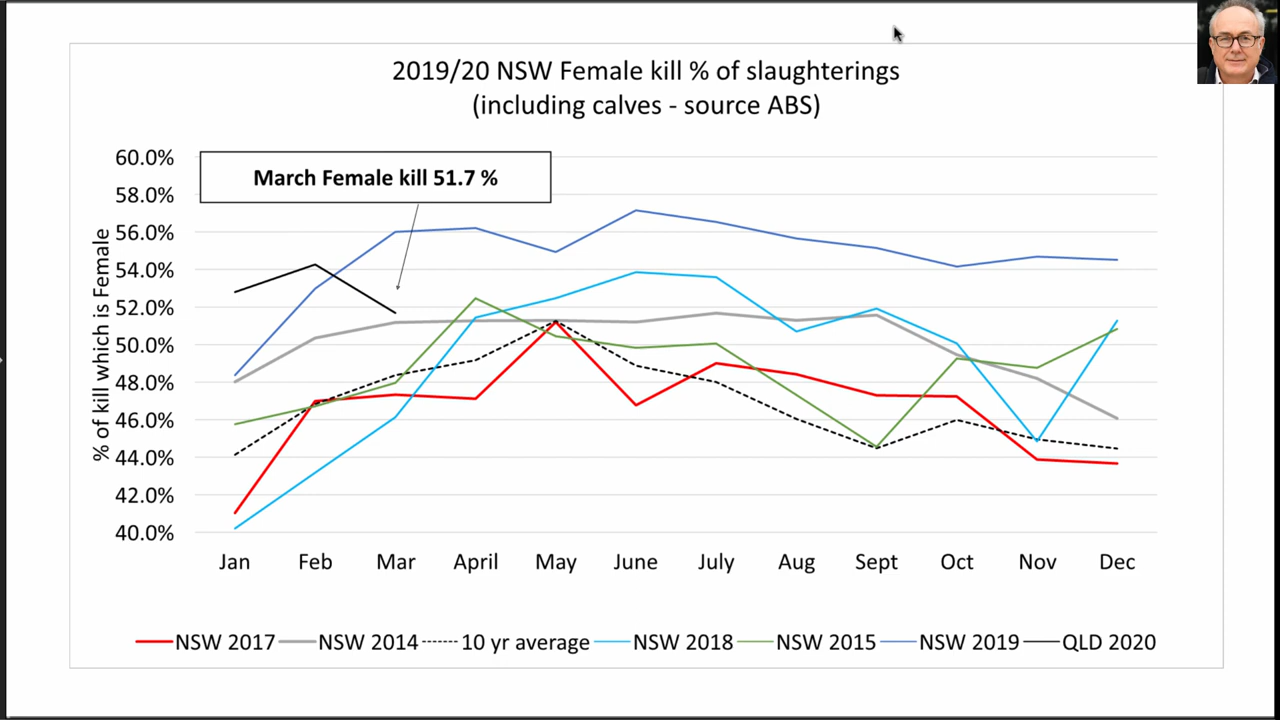 2019/20 NSW Female kill % of slaughterings
(including calves - source ABS)
March Female kill 51.7 %
% of kill which is Female
60.0%
58.0%
56.0%
54.0%
52.0%
50.0%
48.0%
46.0%
44.0%
42.0%
40.0%
Jan Feb Mar April May June July Aug Sept Oct Nov Dec
NSW 2017 NSW 2014 10 yr average NSW 2018 NSW 2015 NSW 2019 QLD 2020